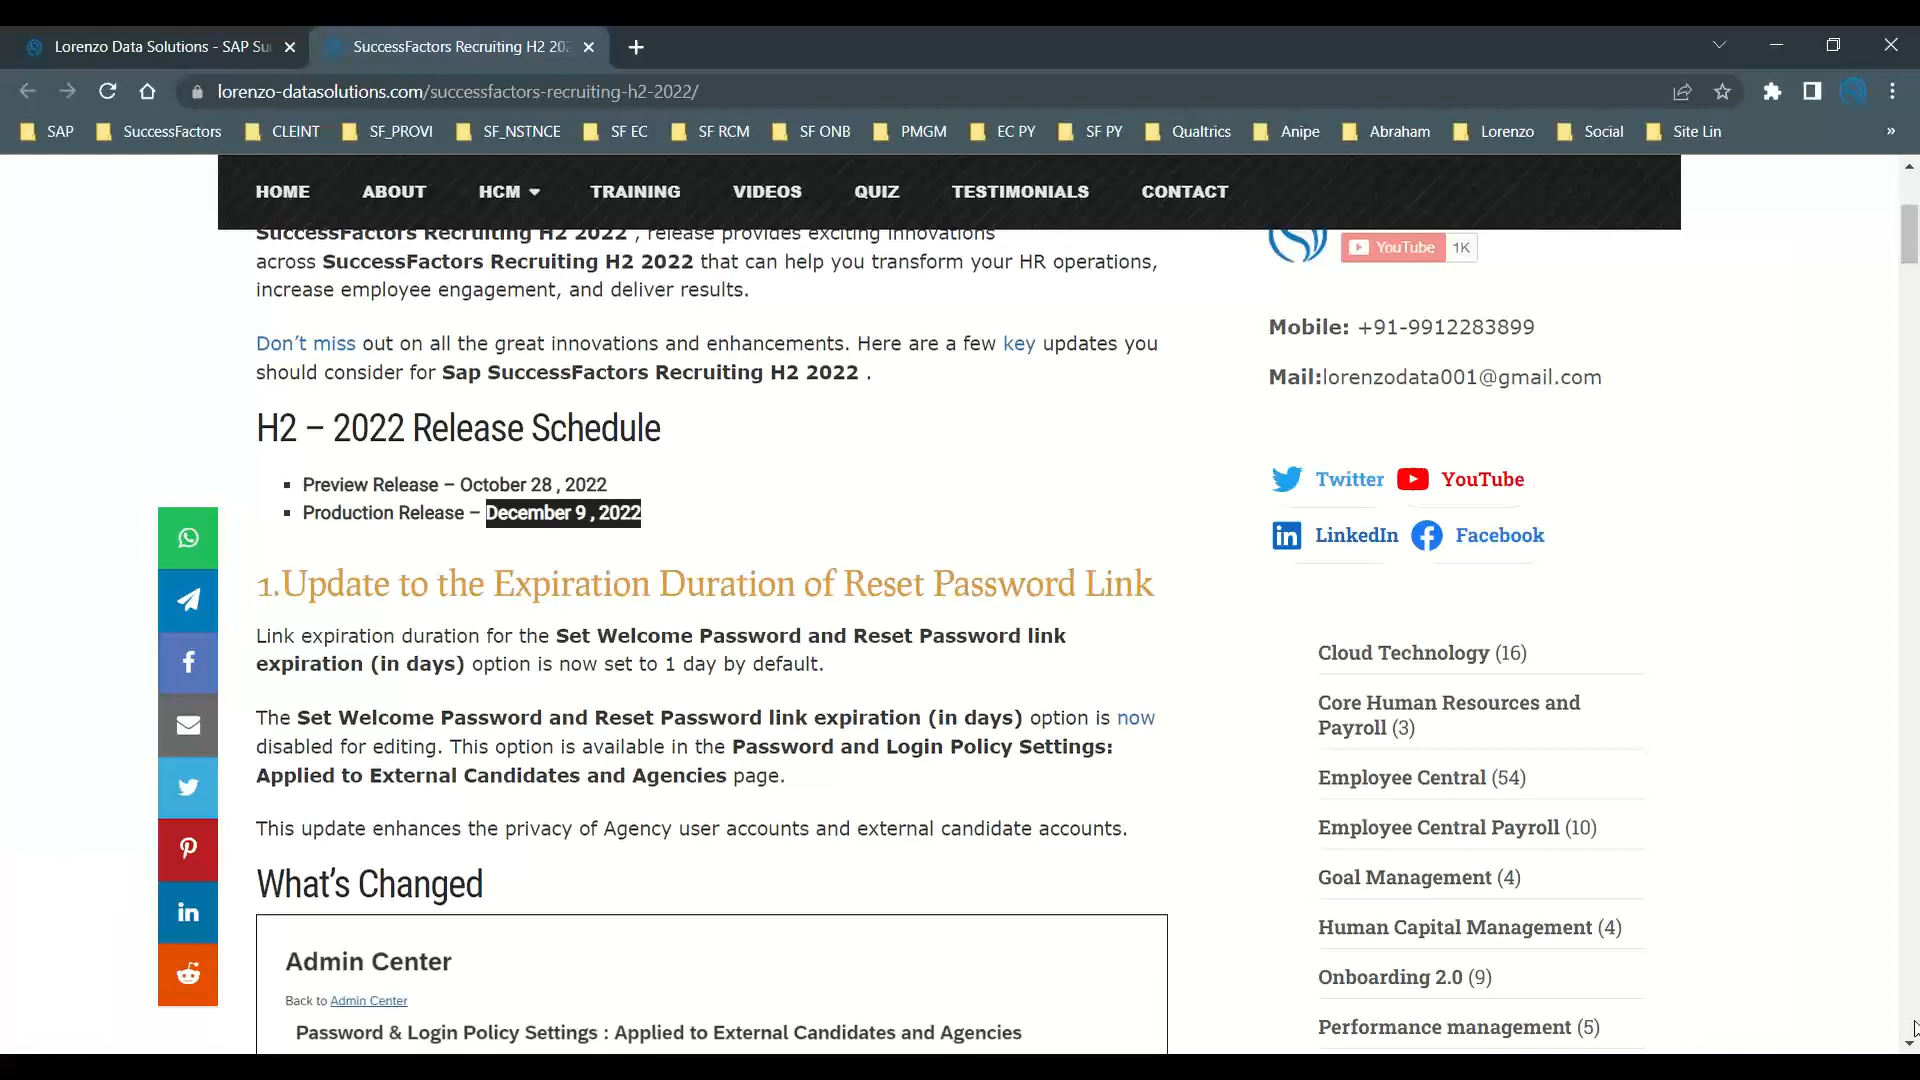 Lorenzo Data Solutions - SAP Su
SuccessFactors Recruiting H2 202
lorenzo-datasolutions.com/successfactors-recruiting-h2-2022/
SAP SuccessFactors CLEINT SF_PROVI SF_NSTNCE SF EC SF RCM SF ONB PMGM EC PY SF PY Qualtrics Anipe Abraham Lorenzo Social Site Lin »
HOME ABOUT HCM TRAINING VIDEOS QUIZ TESTIMONIALS CONTACT
SuccessFactors Recruiting H2 2022 , release provides exciting innovations
across SuccessFactors Recruiting H2 2022 that can help you transform your HR operations,
increase employee engagement, and deliver results.
Don’t miss out on all the great innovations and enhancements. Here are a few key updates you
should consider for Sap SuccessFactors Recruiting H2 2022 .
H2 – 2022 Release Schedule
▪ Preview Release – October 28 , 2022
▪ Production Release – December 9 , 2022
1.Update to the Expiration Duration of Reset Password Link
Link expiration duration for the Set Welcome Password and Reset Password link
expiration (in days) option is now set to 1 day by default.
The Set Welcome Password and Reset Password link expiration (in days) option is now
disabled for editing. This option is available in the Password and Login Policy Settings:
Applied to External Candidates and Agencies page.
This update enhances the privacy of Agency user accounts and external candidate accounts.
What’s Changed
Admin Center
Back to Admin Center
Password & Login Policy Settings : Applied to External Candidates and Agencies
YouTube 1K
Mobile: +91-9912283899
Mail:lorenzodata001@gmail.com
Twitter YouTube
LinkedIn Facebook
Cloud Technology (16)
Core Human Resources and
Payroll (3)
Employee Central (54)
Employee Central Payroll (10)
Goal Management (4)
Human Capital Management (4)
Onboarding 2.0 (9)
Performance management (5)